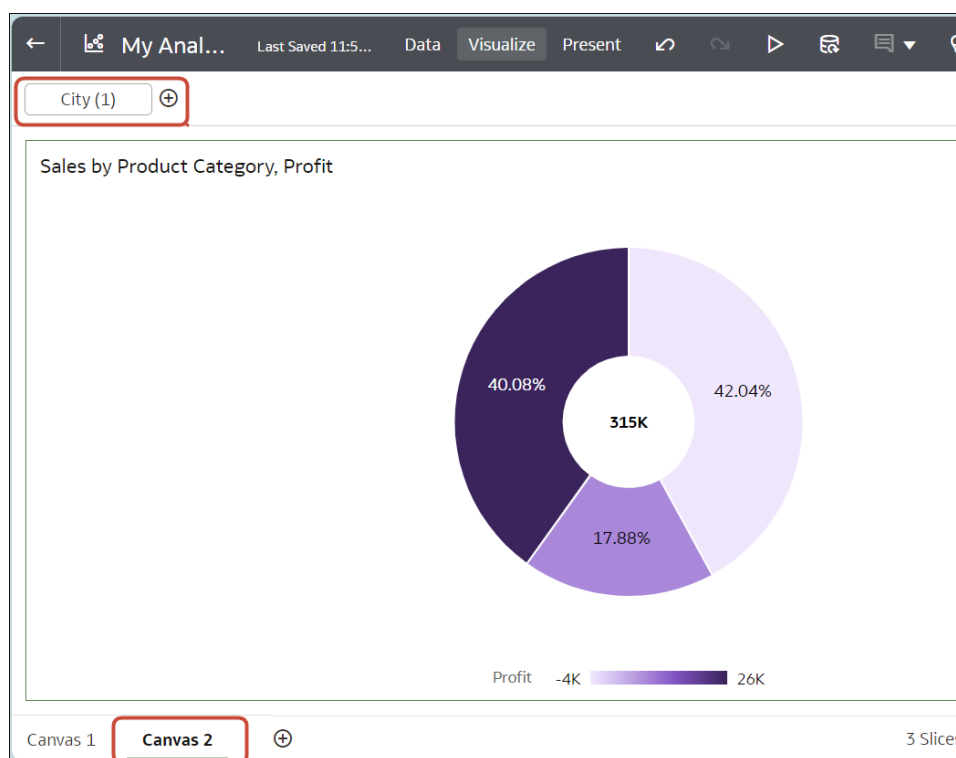 My Anal... Last Saved 11:5... Data Visualize Present
City (1)
Sales by Product Category, Profit
40.08%
42.04%
315K
17.88%
Profit -4K 26K
Canvas 1 Canvas 2 3 Slices